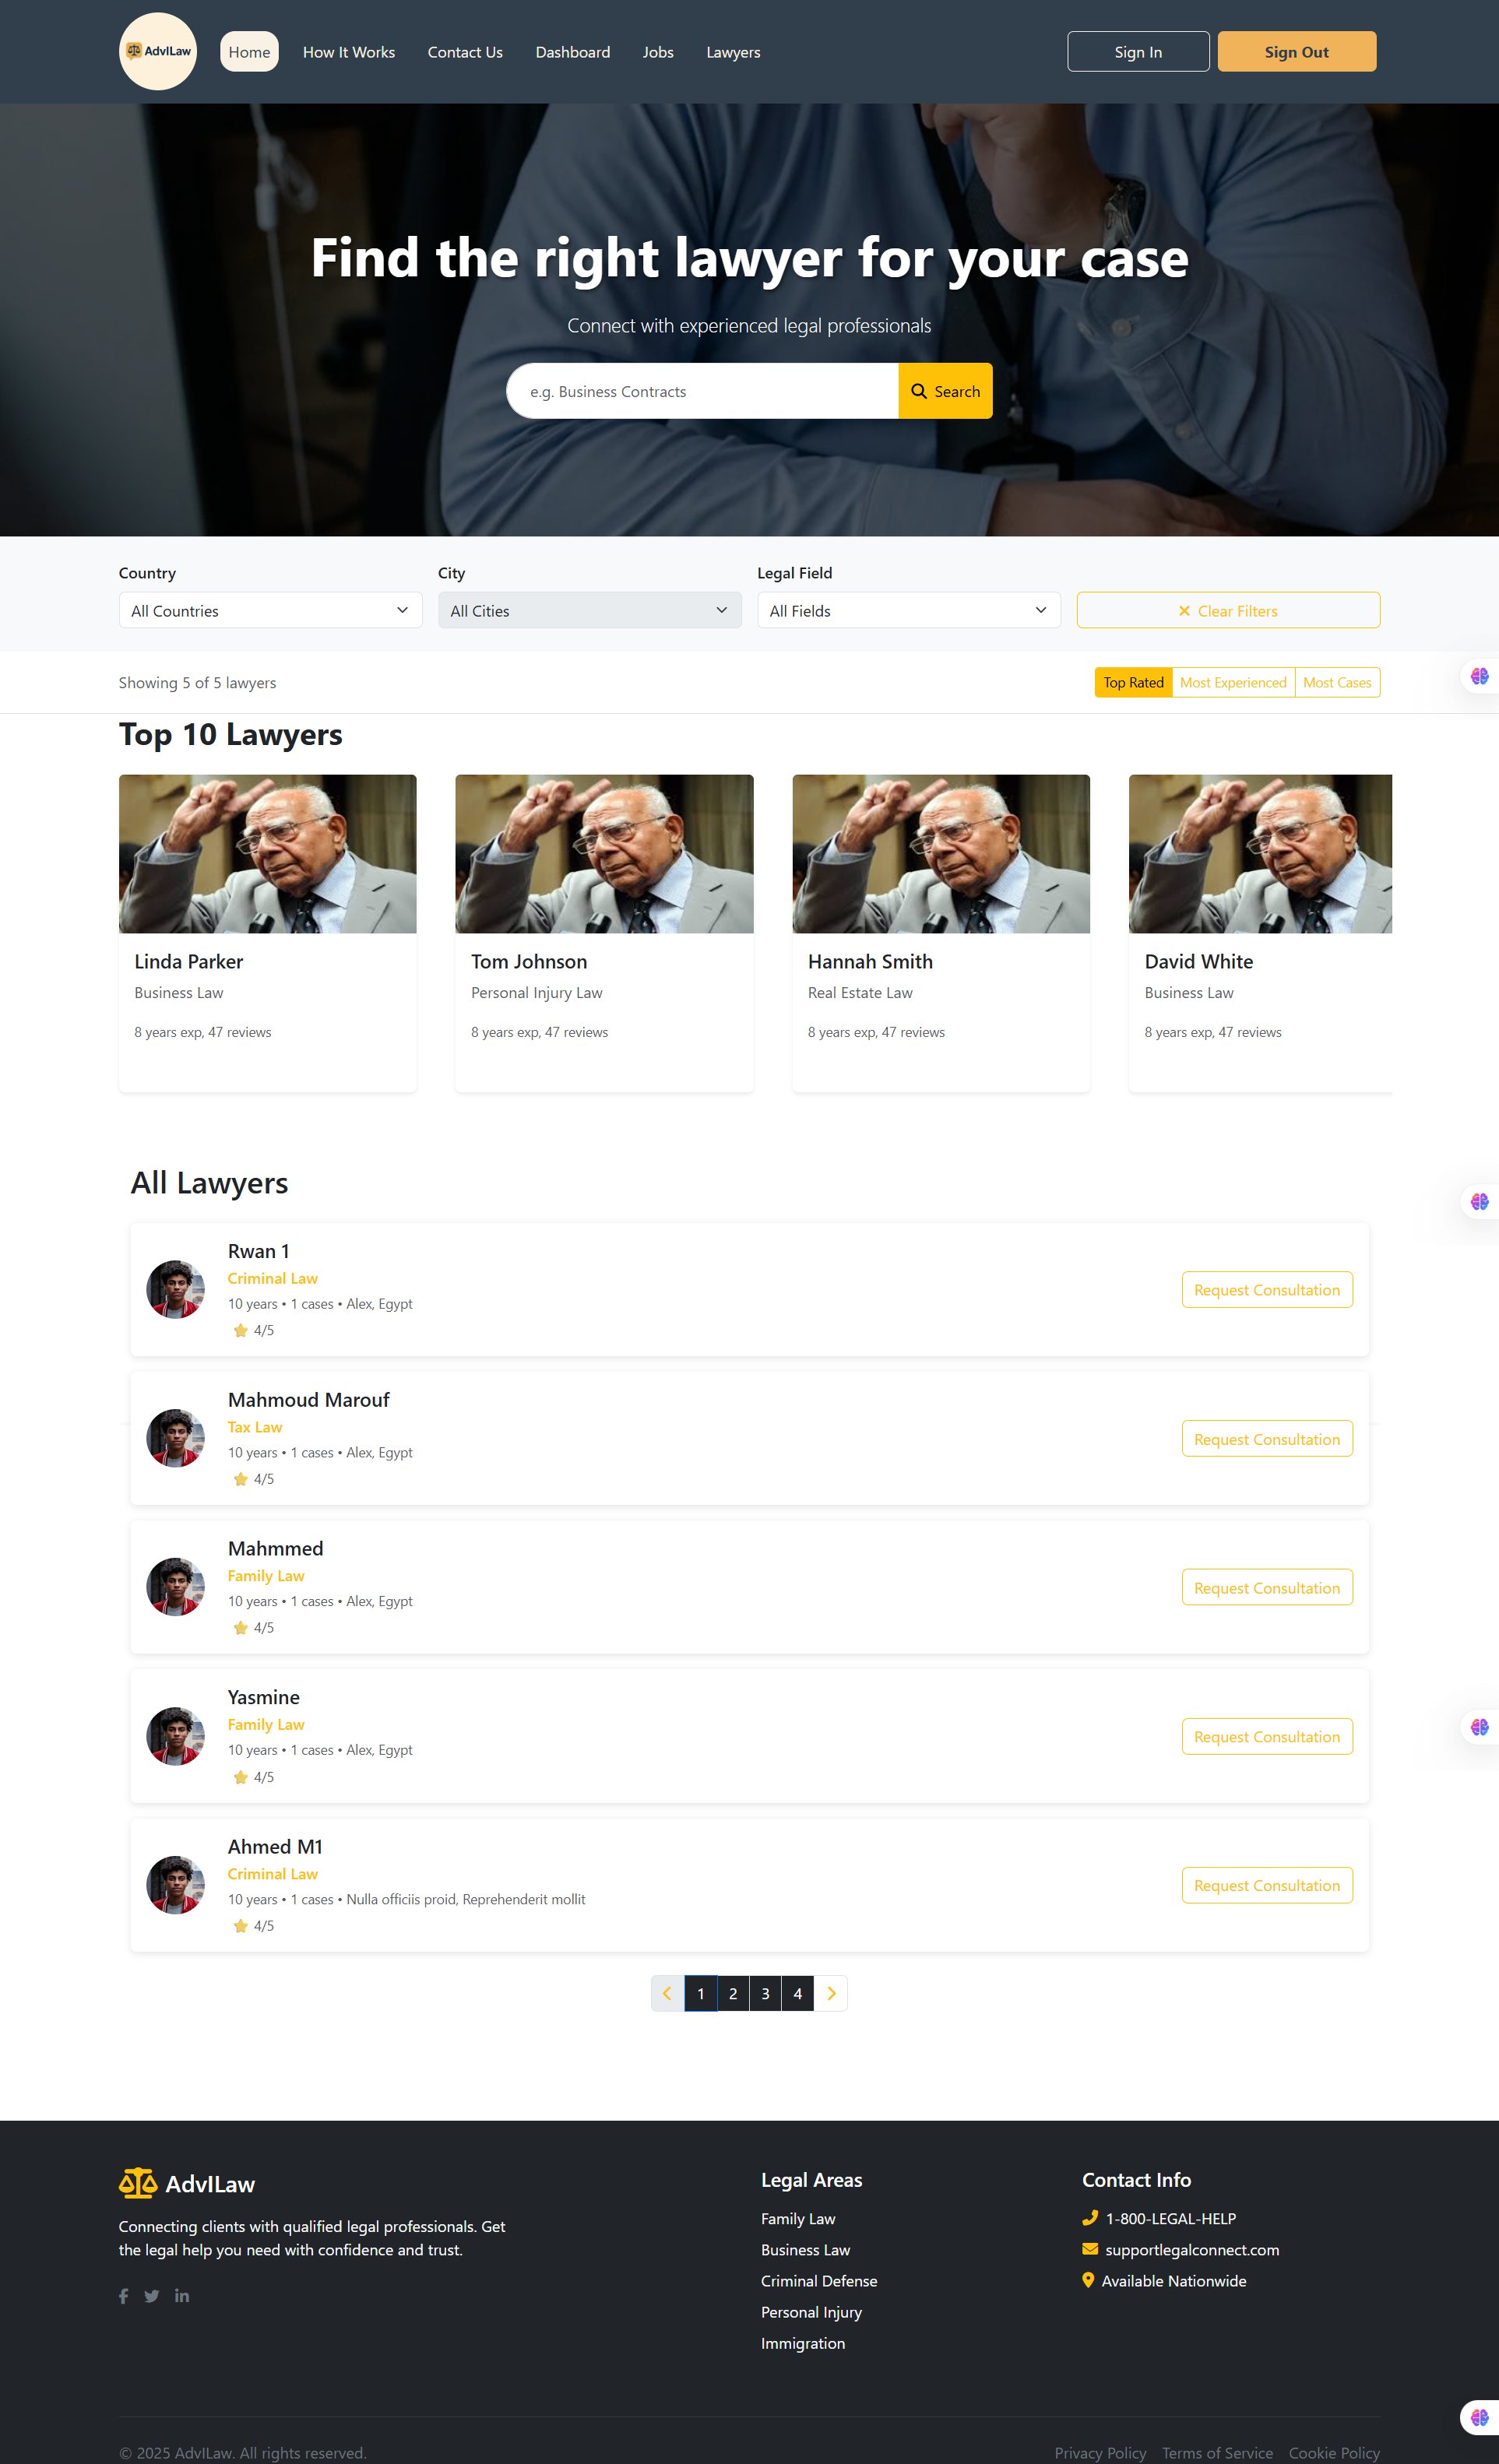 AdvILaw
Home
How It Works
Contact Us
Dashboard
Jobs
Lawyers
Sign In
Sign Out
Find the right lawyer for your case
Connect with experienced legal professionals
e.g. Business Contracts
Search
Country
City
Legal Field
All Countries
All Cities
All Fields
Clear Filters
Showing 5 of 5 lawyers
Top Rated
Most Experienced
Most Cases
Top 10 Lawyers
Linda Parker
Business Law
8 years exp, 47 reviews
Tom Johnson
Personal Injury Law
8 years exp, 47 reviews
Hannah Smith
Real Estate Law
8 years exp, 47 reviews
David White
Business Law
8 years exp, 47 reviews
All Lawyers
Rwan 1
Criminal Law
10 years • 1 cases • Alex, Egypt
4/5
Request Consultation
Mahmoud Marouf
Tax Law
10 years • 1 cases • Alex, Egypt
4/5
Request Consultation
Mahmmed
Family Law
10 years • 1 cases • Alex, Egypt
4/5
Request Consultation
Yasmine
Family Law
10 years • 1 cases • Alex, Egypt
4/5
Request Consultation
Ahmed M1
Criminal Law
10 years • 1 cases • Nulla officiis proid, Reprehenderit mollit
4/5
Request Consultation
1 2 3 4
AdvILaw
Connecting clients with qualified legal professionals. Get
the legal help you need with confidence and trust.
Legal Areas
Family Law
Business Law
Criminal Defense
Personal Injury
Immigration
Contact Info
1-800-LEGAL-HELP
supportlegalconnect.com
Available Nationwide
© 2025 AdvILaw. All rights reserved.
Privacy Policy
Terms of Service
Cookie Policy